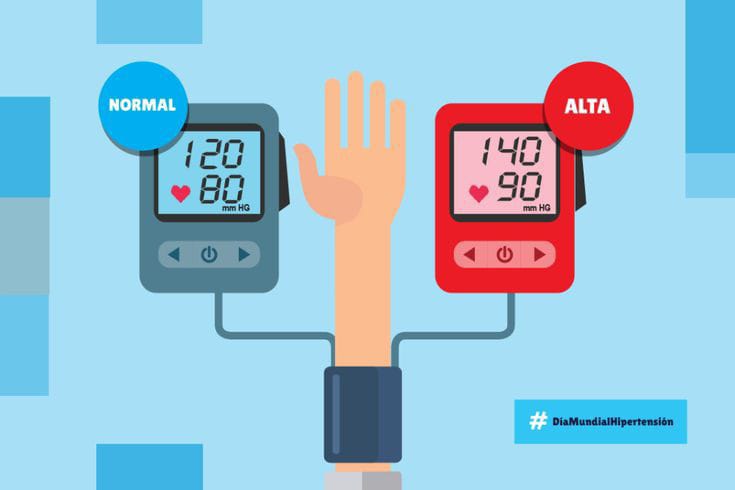 NORMAL
120
80
mm HG
ALTA
140
90
mm HG
# DíaMundialHipertensión